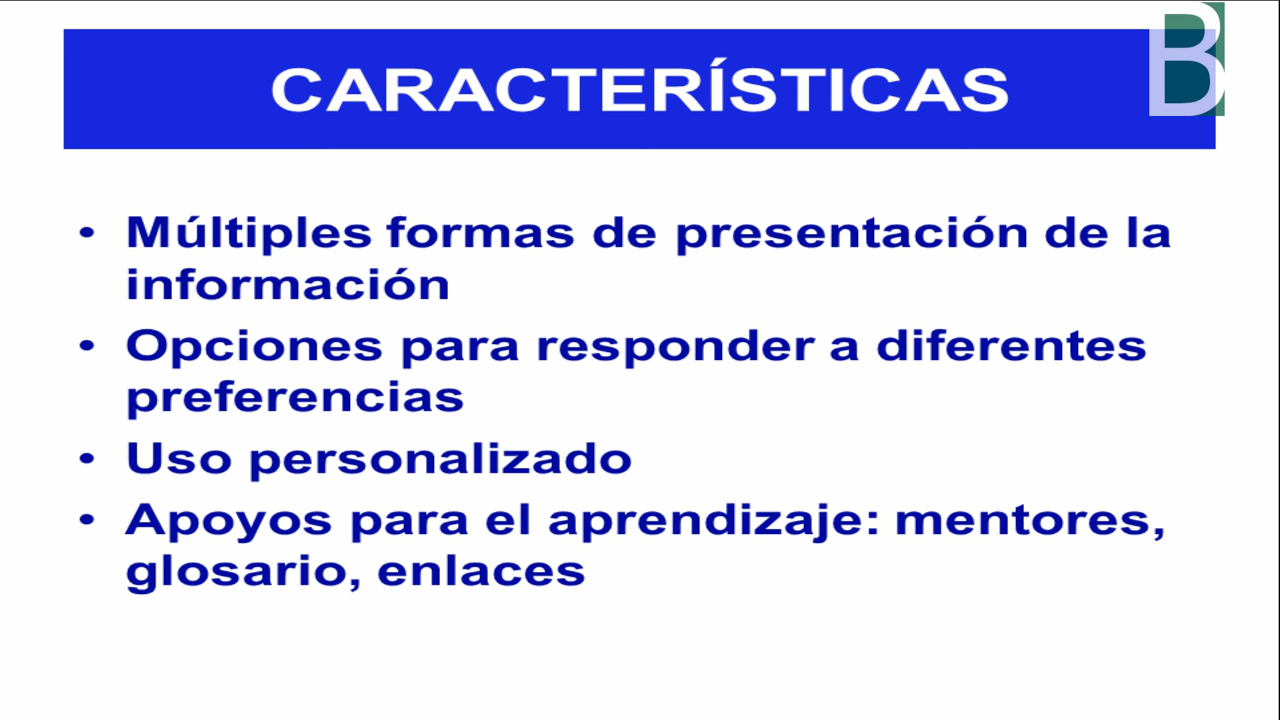 B
CARACTERÍSTICAS
• Múltiples formas de presentación de la
información
• Opciones para responder a diferentes
preferencias
• Uso personalizado
• Apoyos para el aprendizaje: mentores,
glosario, enlaces